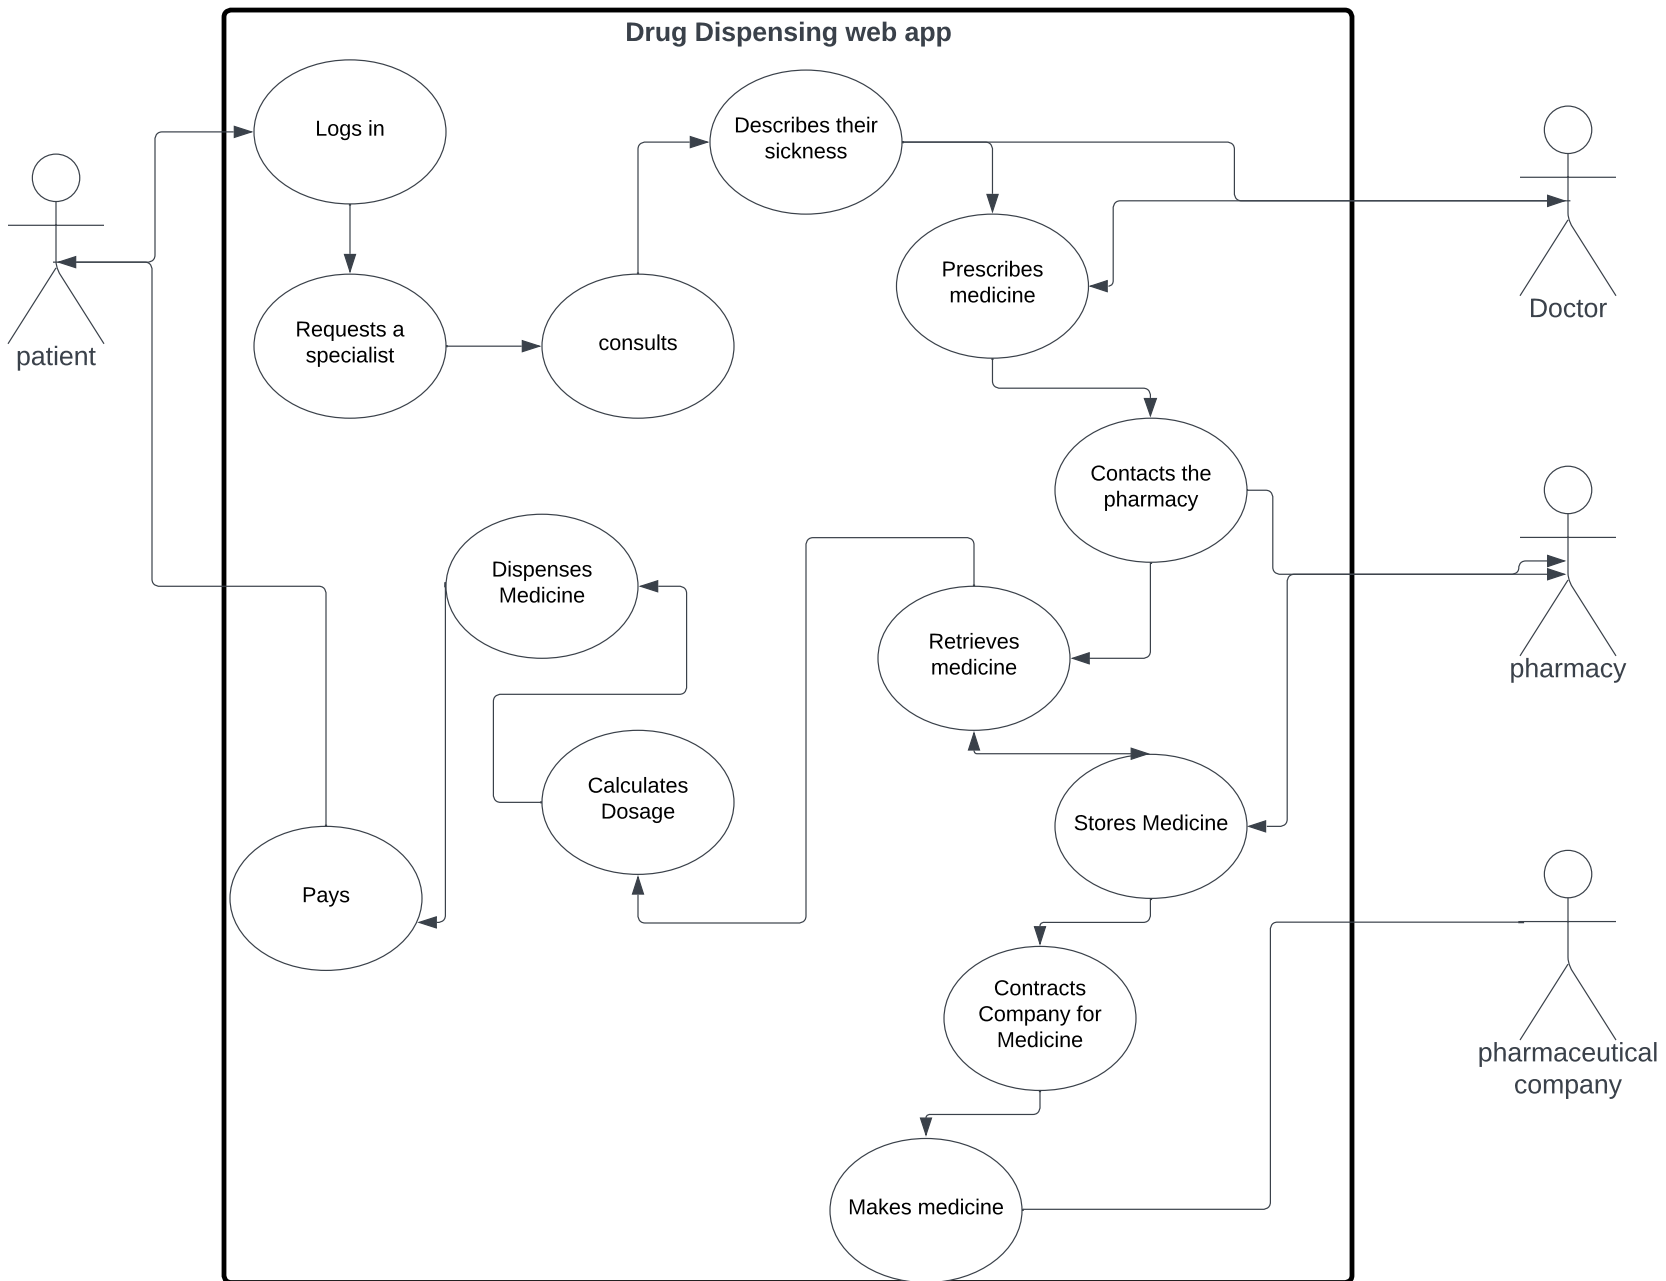 Drug Dispensing web app
Logs in
Describes their
sickness
Prescribes
medicine
Doctor
patient
Requests a
specialist
consults
Contacts the
pharmacy
Dispenses
Medicine
Retrieves
medicine
pharmacy
Calculates
Dosage
Stores Medicine
Pays
Contracts
Company for
Medicine
pharmaceutical
company
Makes medicine